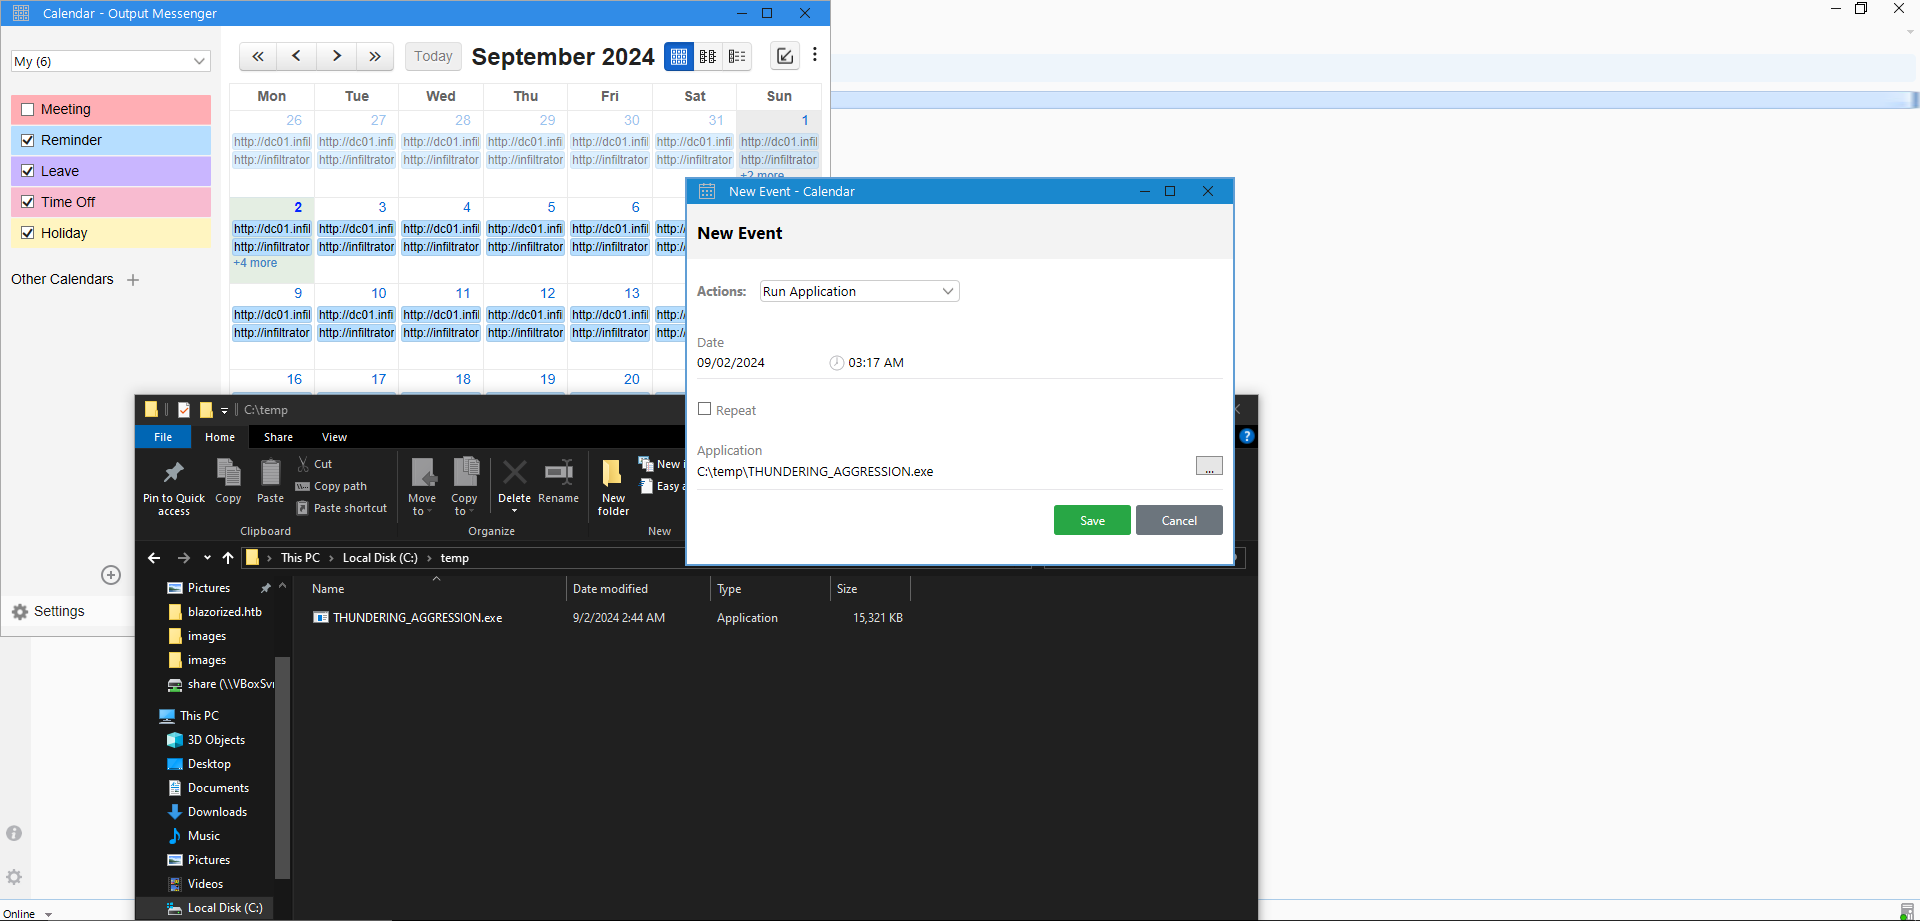 Calendar - Output Messenger
My (6)
Meeting
Reminder
Leave
Time Off
Holiday
Other Calendars
Settings
Online
Today
September 2024
Mon Tue Wed Thu Fri Sat Sun
26 27 28 29 30 31 1
http://dc01.infil http://dc01.infi http://dc01.infi http://dc01.infi http://dc01.infil http://dc01.infi http://dc01.infil
http://infiltrator http://infiltrator http://infiltrator http://infiltrator http://infiltrator http://infiltrator http://infiltrator
+2 more
2 3 4 5 6
http://dc01.infil http://dc01.infi http://dc01.infi http://dc01.infi http://dc01.infil http:/
http://infiltrator http://infiltrator http://infiltrator http://infiltrator http://infiltrator http:/
+4 more
9 10 11 12 13
http://dc01.infil http://dc01.infi http://dc01.infi http://dc01.infi http://dc01.infil http:/
http://infiltrator http://infiltrator http://infiltrator http://infiltrator http://infiltrator http:/
16 17 18 19 20
New Event - Calendar
New Event
Actions: Run Application
Date
09/02/2024 03:17 AM
Repeat
Application
C:\temp\THUNDERING_AGGRESSION.exe
...
Save Cancel
C:\temp
File Home Share View
Pin to Quick access
Copy
Paste
Cut
Copy path
Paste shortcut
Clipboard
Move to
Copy to
Delete
Rename
Organize
New folder
New i
Easy a
New
This PC › Local Disk (C:) › temp
Name Date modified Type Size
THUNDERING_AGGRESSION.exe 9/2/2024 2:44 AM Application 15,321 KB
Pictures
blazorized.htb
images
images
share (\\VBoxSvr
This PC
3D Objects
Desktop
Documents
Downloads
Music
Pictures
Videos
Local Disk (C:)